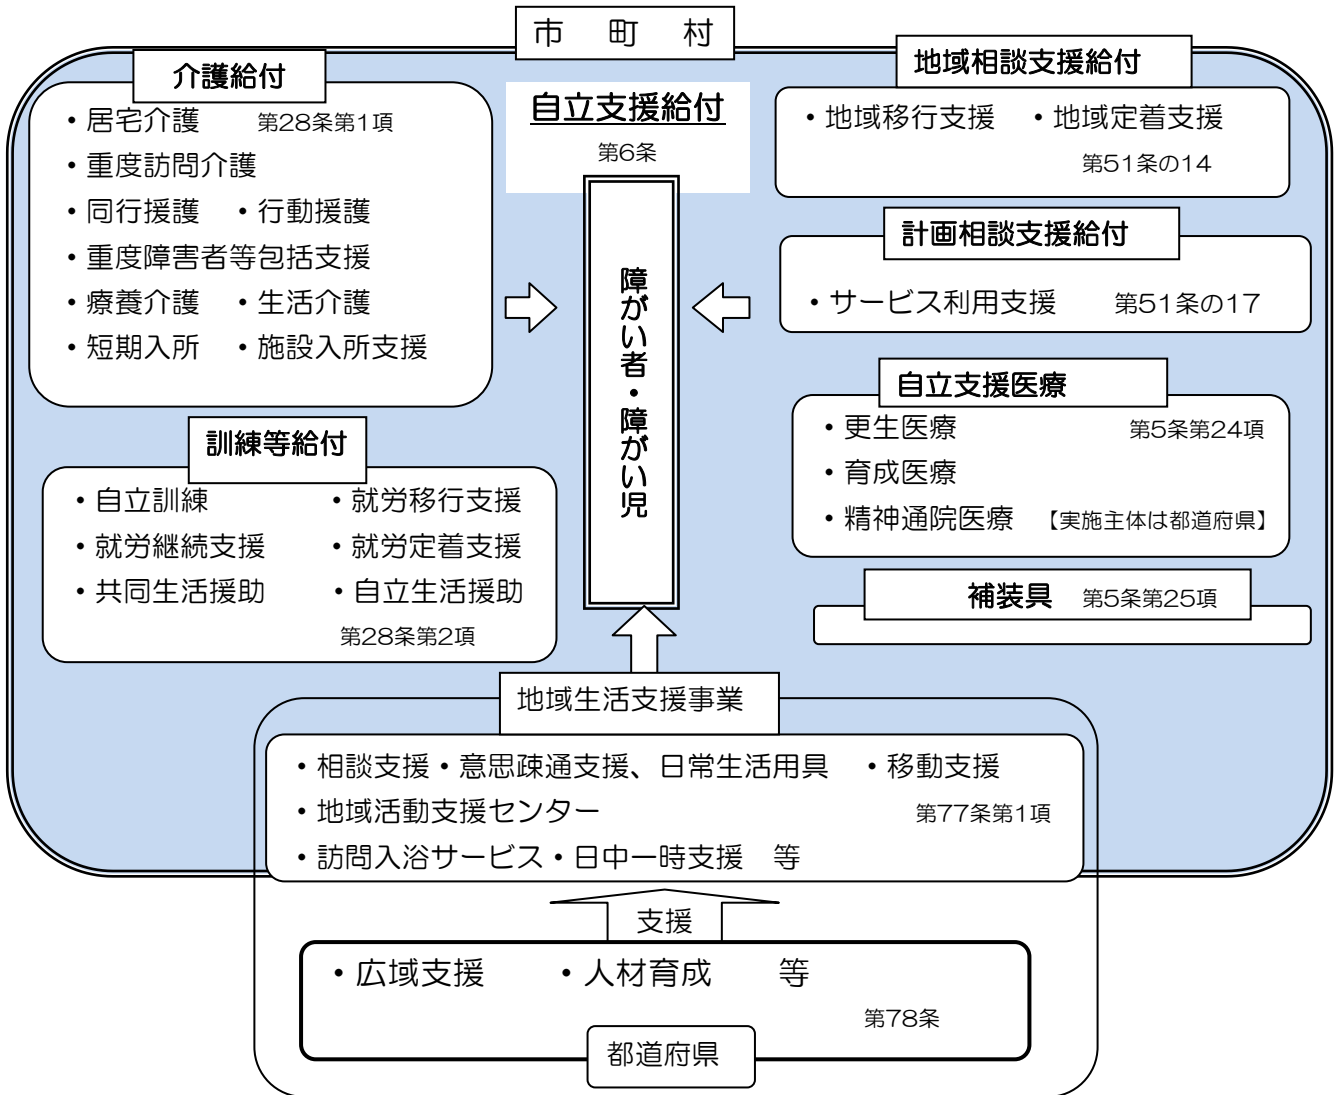 市　町　村
介護給付
・居宅介護　第28条第1項
・重度訪問介護
・同行援護　・行動援護
・重度障害者等包括支援
・療養介護　・生活介護
・短期入所　・施設入所支援
訓練等給付
・自立訓練　・就労移行支援
・就労継続支援　・就労定着支援
・共同生活援助　・自立生活援助
第28条第2項
自立支援給付
第6条
障がい者・障がい児
地域相談支援給付
・地域移行支援　・地域定着支援
第51条の14
計画相談支援給付
・サービス利用支援　第51条の17
自立支援医療
・更生医療　第5条第24項
・育成医療
・精神通院医療　【実施主体は都道府県】
補装具　第5条第25項
地域生活支援事業
・相談支援・意思疎通支援、日常生活用具　・移動支援
・地域活動支援センター　第77条第1項
・訪問入浴サービス・日中一時支援　等
支援
・広域支援　・人材育成　等
第78条
都道府県